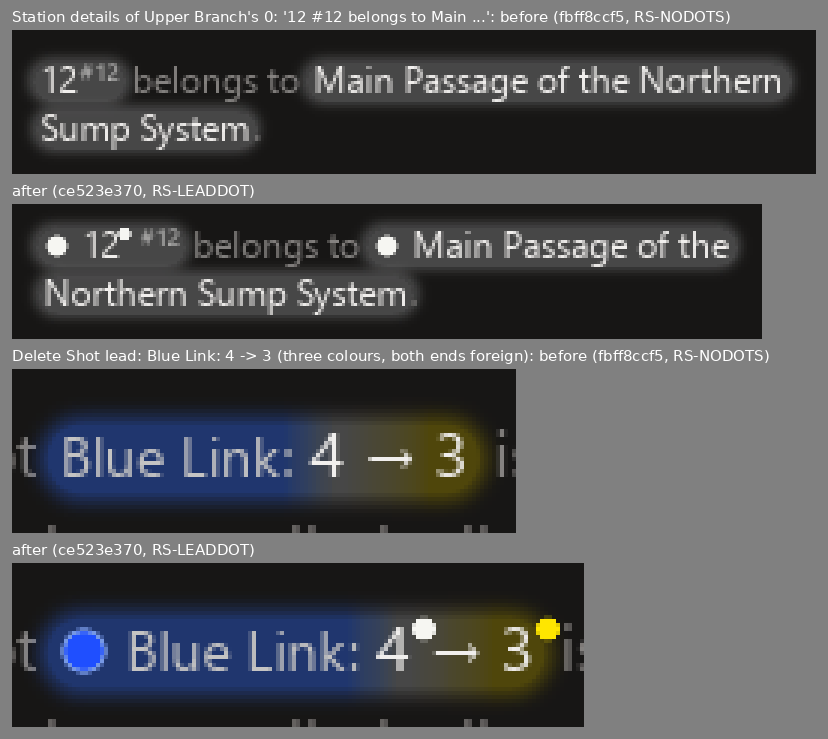 Station details of Upper Branch's 0: '12 #12 belongs to Main ...': before (fbff8ccf5, RS-NODOTS)
12#12 belongs to Main Passage of the Northern
Sump System.
after (ce523e370, RS-LEADDOT)
● 12● #12 belongs to ● Main Passage of the
Northern Sump System.
Delete Shot lead: Blue Link: 4 -> 3 (three colours, both ends foreign): before (fbff8ccf5, RS-NODOTS)
Blue Link: 4 → 3
after (ce523e370, RS-LEADDOT)
● Blue Link: 4● → 3●